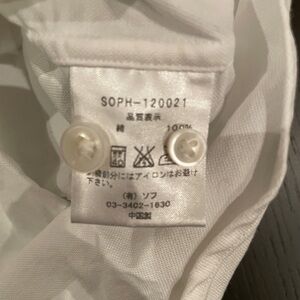 SOPH-120021
品質表示
綿 100%
40
部分にはアイロンはお避け
下さい。
(有) ソフ
03-3402-1630
中国製